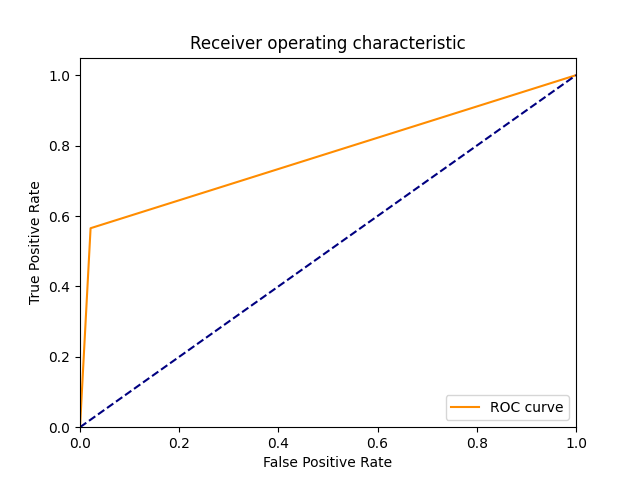 Receiver operating characteristic
1.0
0.8
0.6
0.4
0.2
0.0
True Positive Rate
ROC curve
0.0 0.2 0.4 0.6 0.8 1.0
False Positive Rate